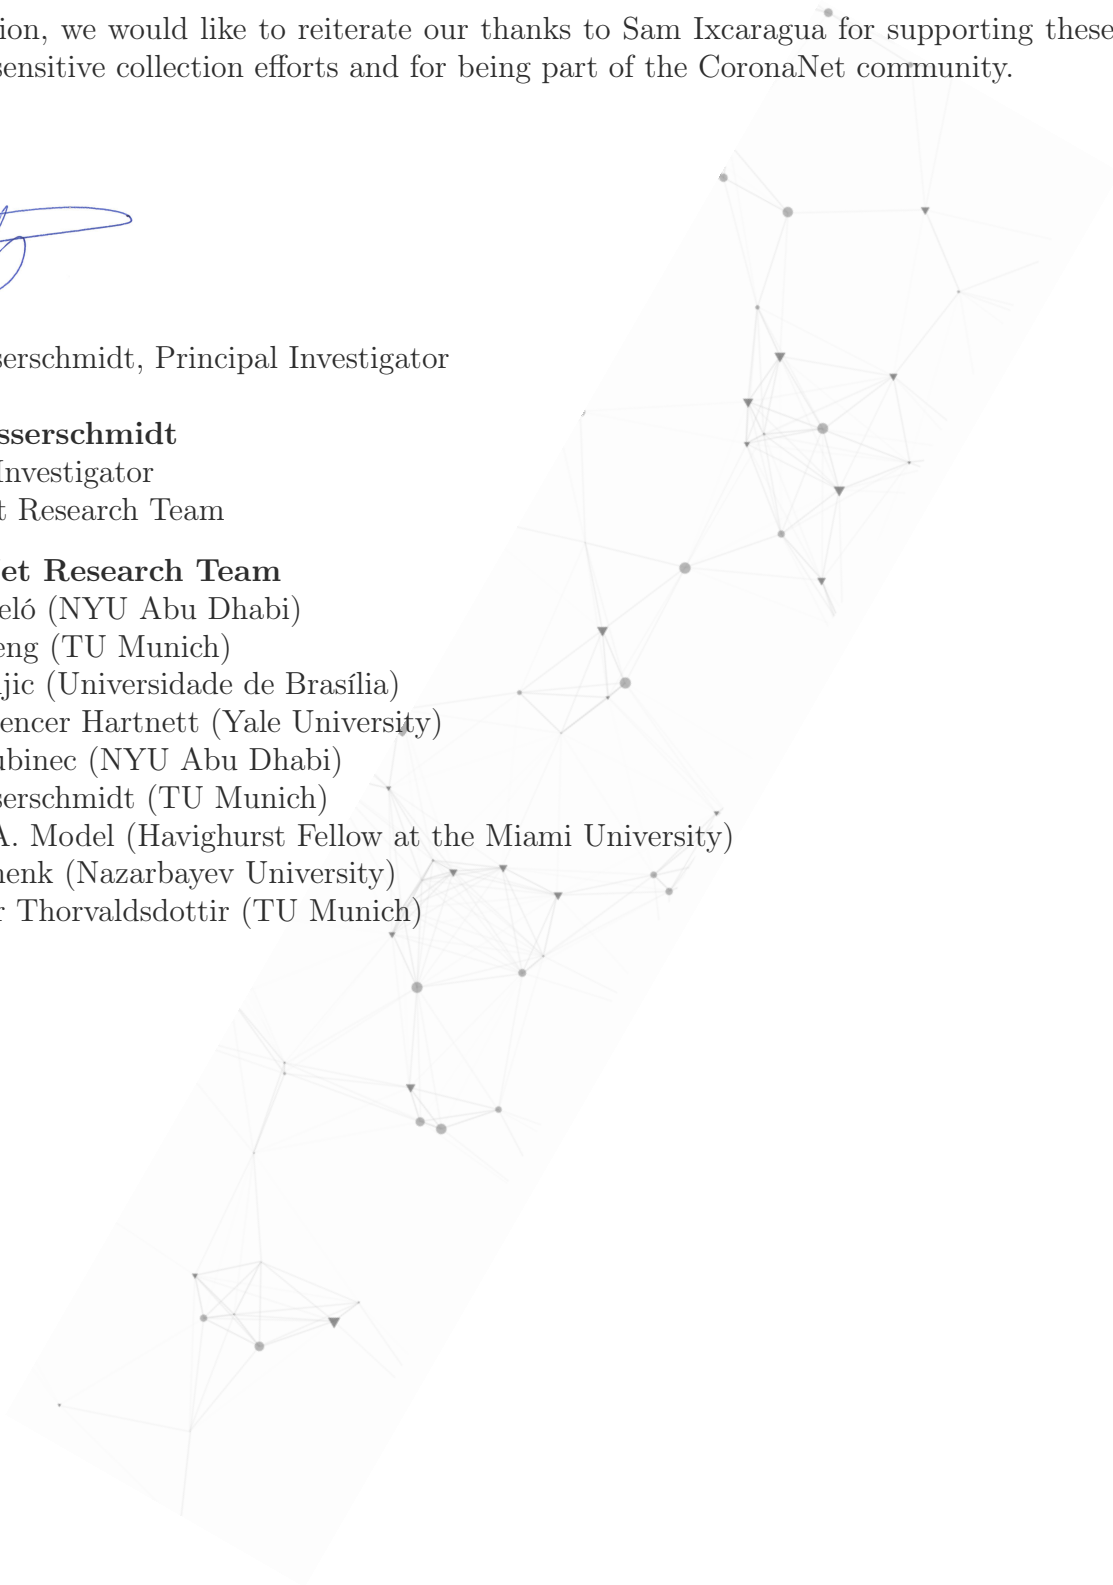 ion, we would like to reiterate our thanks to Sam Ixcaragua for supporting these
sensitive collection efforts and for being part of the CoronaNet community.
serschmidt, Principal Investigator
sserschmidt
Investigator
t Research Team
et Research Team
eló (NYU Abu Dhabi)
eng (TU Munich)
jic (Universidade de Brasília)
encer Hartnett (Yale University)
ubinec (NYU Abu Dhabi)
serschmidt (TU Munich)
A. Model (Havighurst Fellow at the Miami University)
henk (Nazarbayev University)
r Thorvaldsdottir (TU Munich)